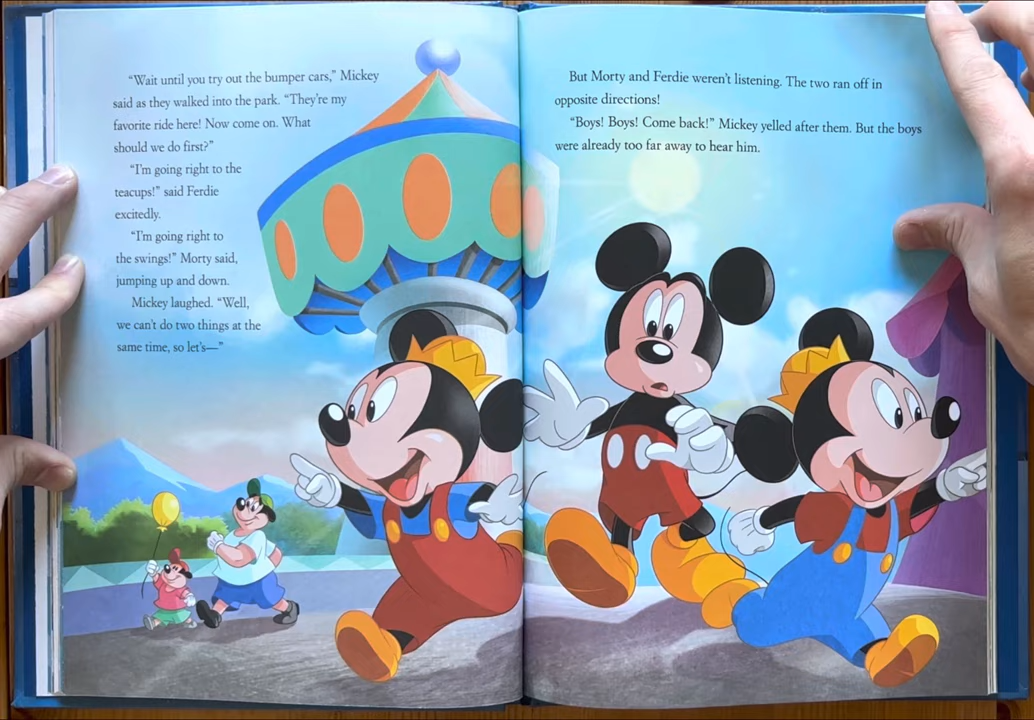 “Wait until you try out the bumper cars,” Mickey
said as they walked into the park. “They’re my
favorite ride here! Now come on. What
should we do first?”
“I’m going right to the
teacups!” said Ferdie
excitedly.
“I’m going right to
the swings!” Morty said,
jumping up and down.
Mickey laughed. “Well,
we can’t do two things at the
same time, so let’s—”
But Morty and Ferdie weren’t listening. The two ran off in
opposite directions!
“Boys! Boys! Come back!” Mickey yelled after them. But the boys
were already too far away to hear him.